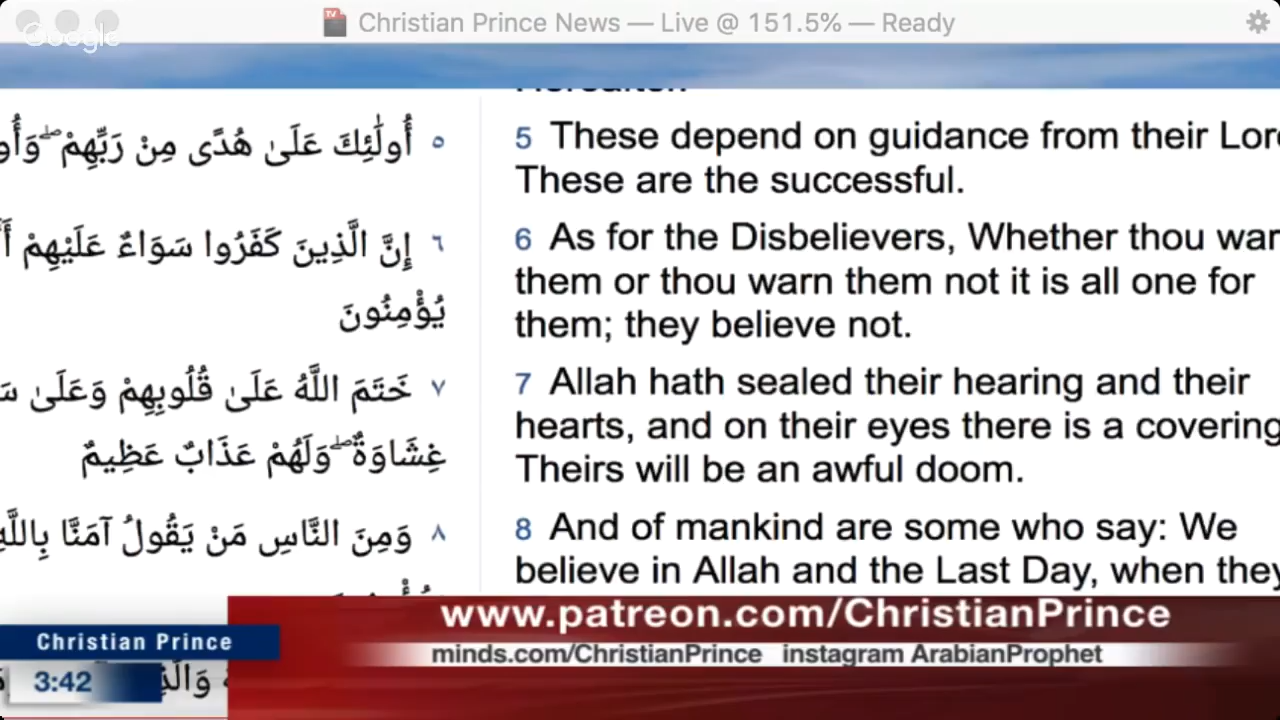 Christian Prince News — Live @ 151.5% — Ready
Google
٥ أُولَٰئِكَ عَلَىٰ هُدًى مِنْ رَبِّهِمْ ۖ
٦ إِنَّ الَّذِينَ كَفَرُوا سَوَاءٌ عَلَيْهِمْ
يُؤْمِنُونَ
٧ خَتَمَ اللَّهُ عَلَىٰ قُلُوبِهِمْ وَعَلَىٰ
غِشَاوَةٌ ۖ وَلَهُمْ عَذَابٌ عَظِيمٌ
٨ وَمِنَ النَّاسِ مَنْ يَقُولُ آمَنَّا بِاللَّهِ
5 These depend on guidance from their Lor
These are the successful.
6 As for the Disbelievers, Whether thou war
them or thou warn them not it is all one for
them; they believe not.
7 Allah hath sealed their hearing and their
hearts, and on their eyes there is a covering
Theirs will be an awful doom.
8 And of mankind are some who say: We
believe in Allah and the Last Day, when they
www.patreon.com/ChristianPrince
Christian Prince
minds.com/ChristianPrince instagram ArabianProphet
3:42